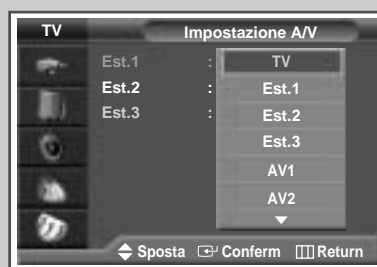 TV Impostazione A/V
Est.1 : TV
Est.2 : Est.1
Est.3 : Est.2
Est.3
AV1
AV2
Sposta Conferm Return